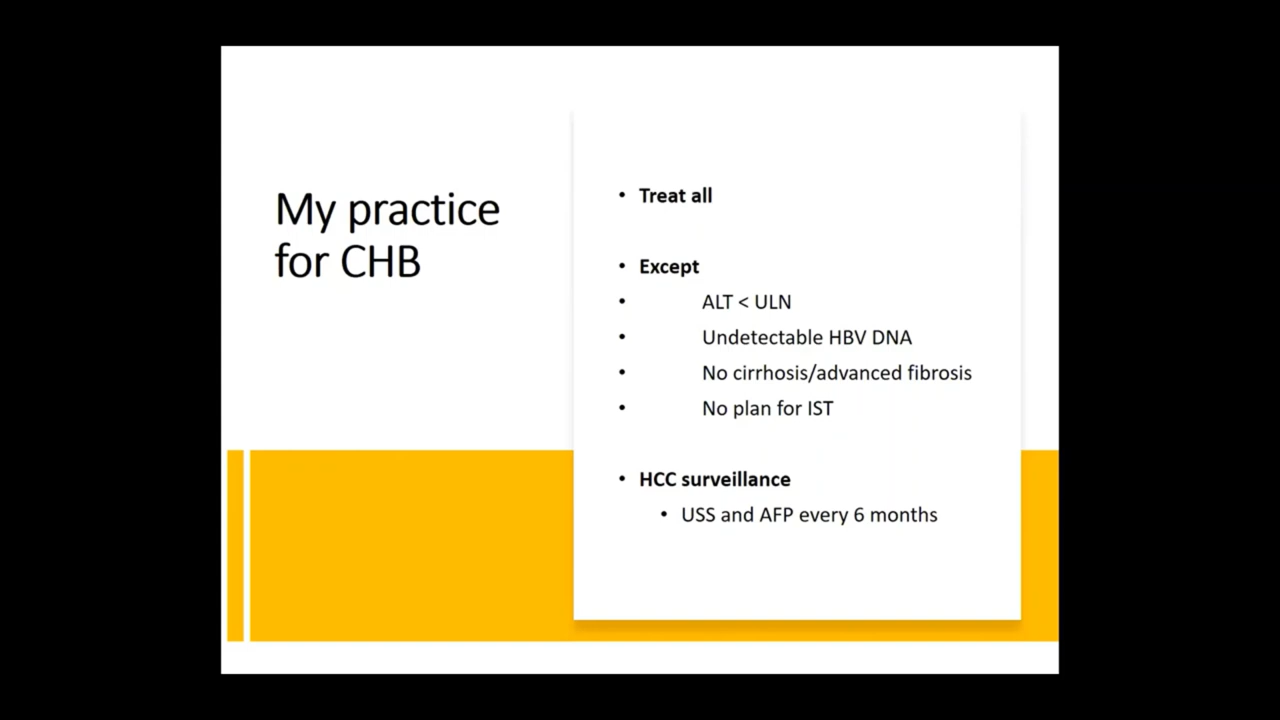 My practice
for CHB
• Treat all
• Except
• ALT < ULN
• Undetectable HBV DNA
• No cirrhosis/advanced fibrosis
• No plan for IST
• HCC surveillance
• USS and AFP every 6 months